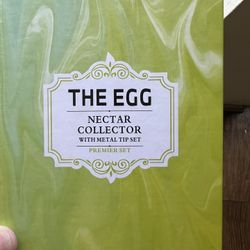 THE EGG
NECTAR
COLLECTOR
WITH METAL TIP SET
PREMIER SET